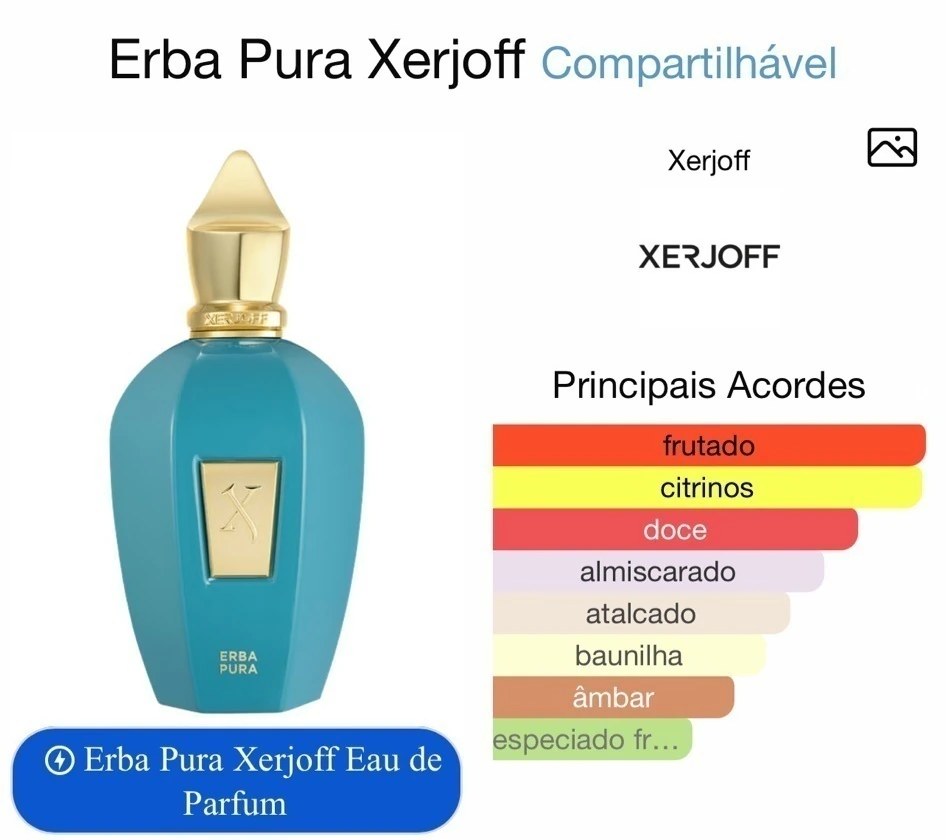 Erba Pura Xerjoff Compartilhável
Xerjoff
XERJOFF
XERJOFF
X
ERBA
PURA
Principais Acordes
frutado
citrinos
doce
almiscarado
atalcado
baunilha
âmbar
especiado fr...
Erba Pura Xerjoff Eau de
Parfum